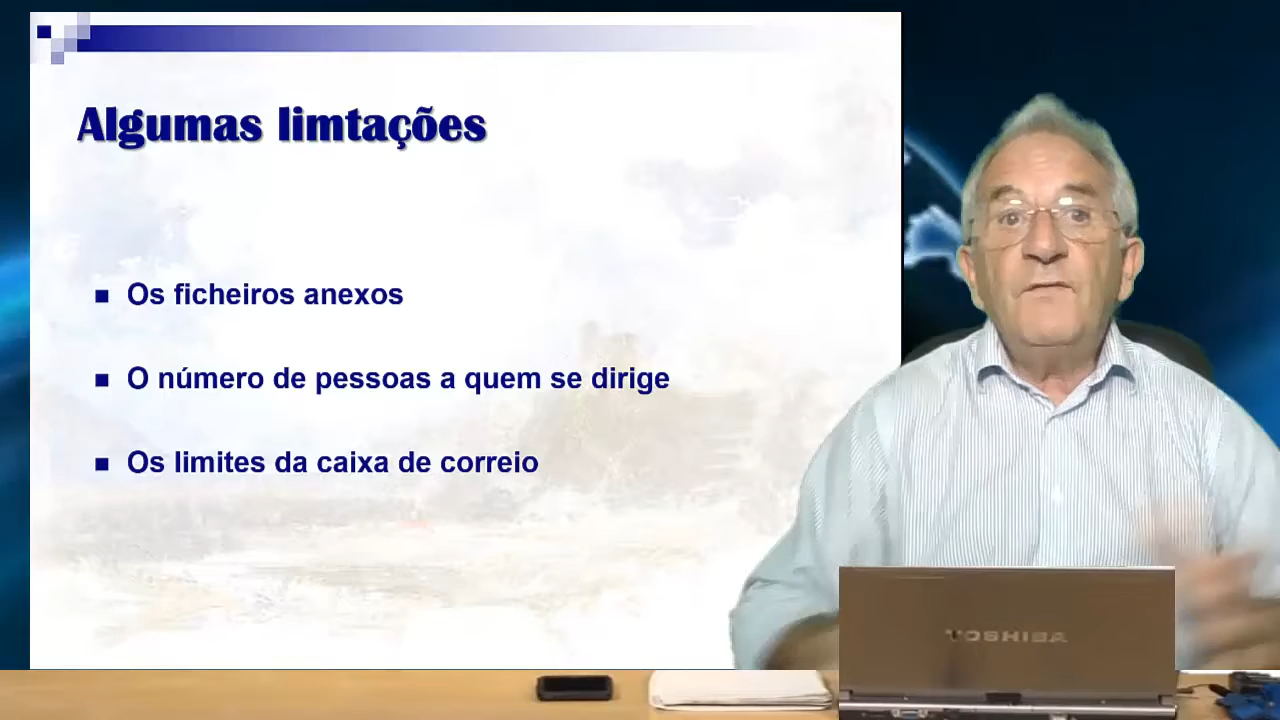 Algumas limtações
Os ficheiros anexos
O número de pessoas a quem se dirige
Os limites da caixa de correio
TOSHIBA